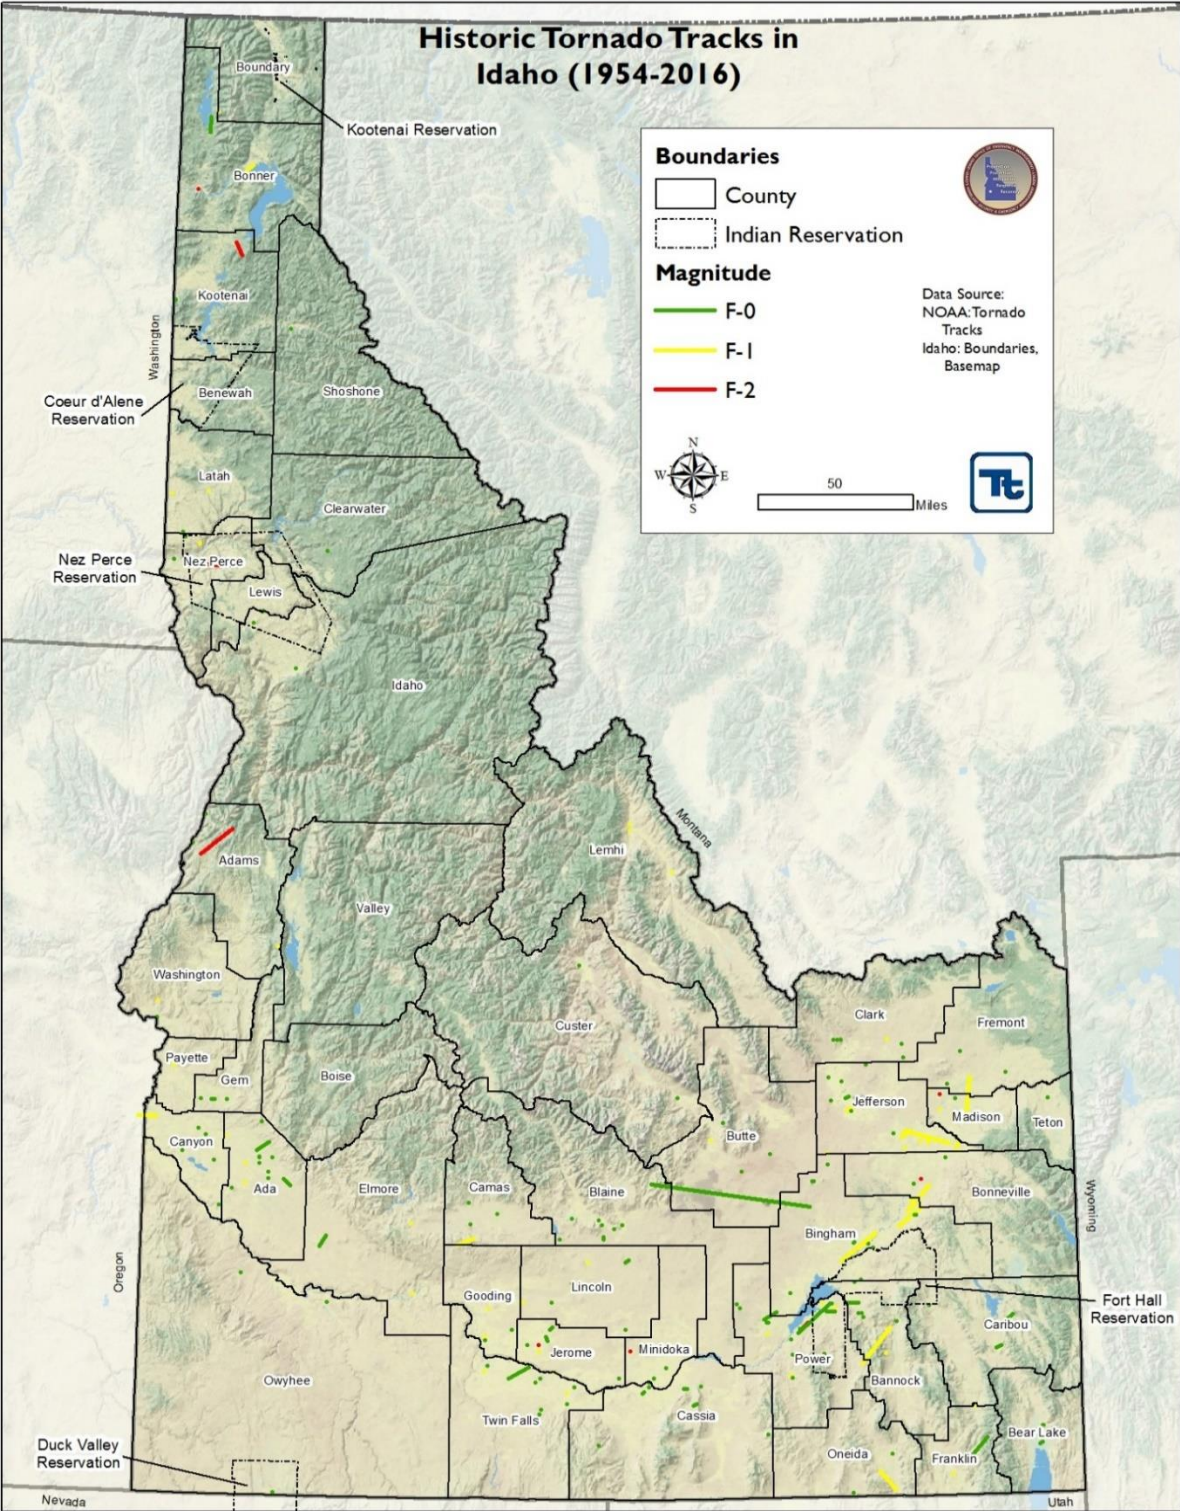 Historic Tornado Tracks in
Idaho (1954-2016)
Boundary
Kootenai Reservation
Bonner
Boundaries
County
Indian Reservation
Magnitude
F-0
F-1
F-2
Data Source:
NOAA: Tornado
Tracks
Idaho: Boundaries,
Basemap
N
W
E
S
50
Miles
Tt
Kootenai
Washington
Coeur d'Alene
Reservation
Benewah
Shoshone
Latah
Clearwater
Nez Perce
Reservation
Nez Perce
Lewis
Idaho
Montana
Adams
Lemhi
Valley
Washington
Custer
Clark
Fremont
Payette
Gem
Boise
Jefferson
Madison
Teton
Butte
Canyon
Ada
Elmore
Camas
Blaine
Bonneville
Wyoming
Bingham
Oregon
Gooding
Lincoln
Fort Hall
Reservation
Caribou
Jerome
Minidoka
Power
Bannock
Owyhee
Twin Falls
Cassia
Duck Valley
Reservation
Oneida
Franklin
Bear Lake
Nevada
Utah